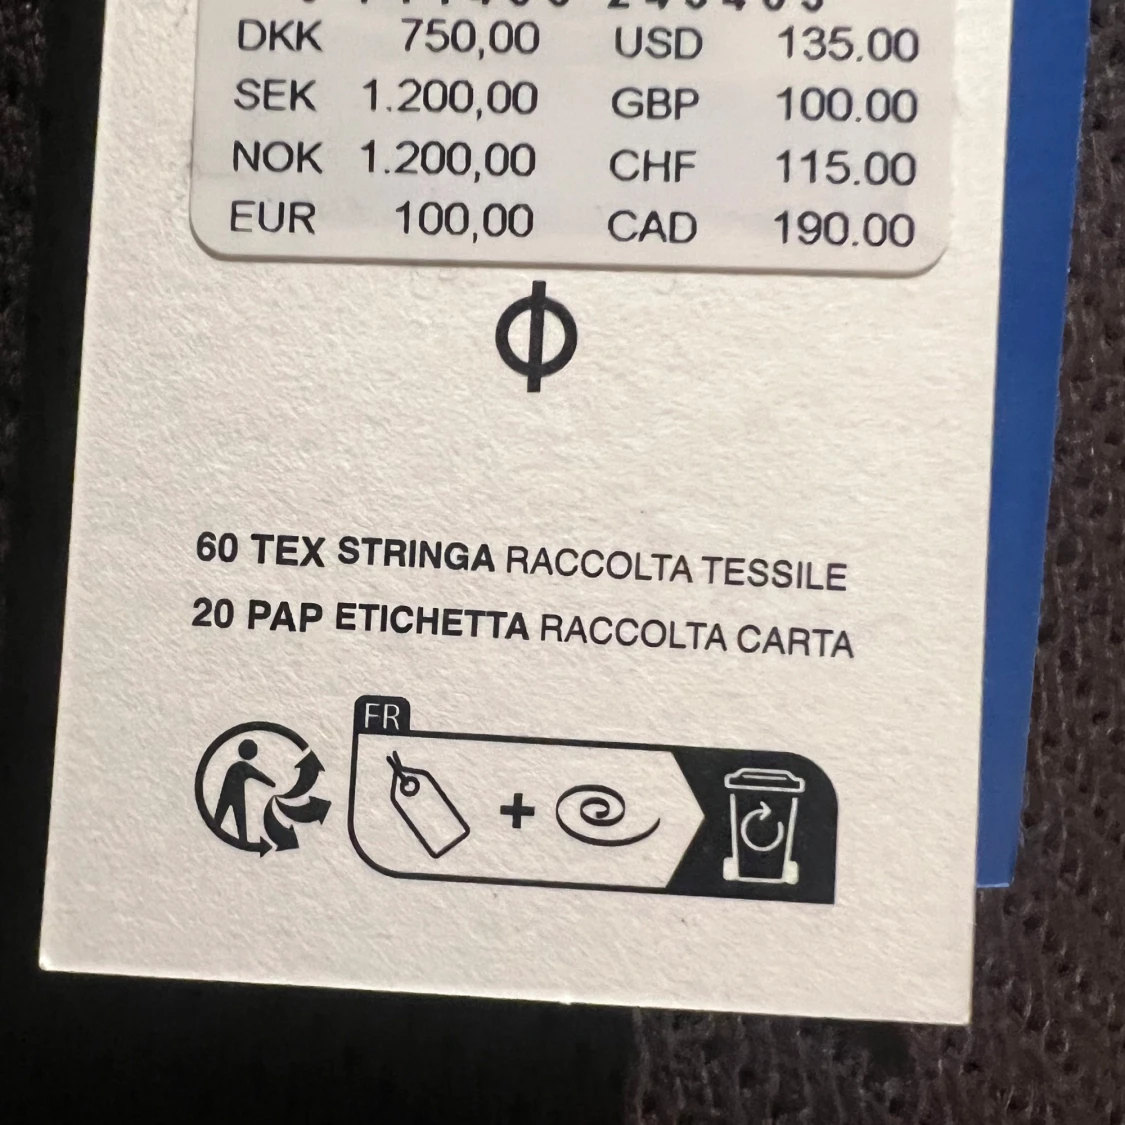 DKK 750,00 USD 135.00
SEK 1.200,00 GBP 100.00
NOK 1.200,00 CHF 115.00
EUR 100,00 CAD 190.00
60 TEX STRINGA RACCOLTA TESSILE
20 PAP ETICHETTA RACCOLTA CARTA
FR
+